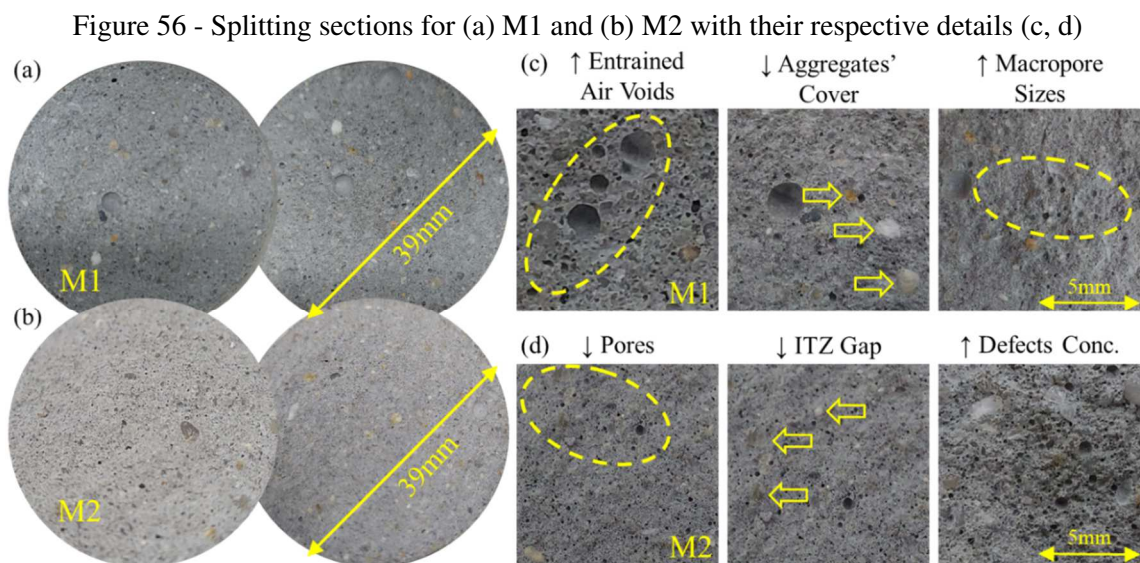 Figure 56 - Splitting sections for (a) M1 and (b) M2 with their respective details (c, d)
(a)
M1
39mm
(b)
M2
39mm
(c)
↑ Entrained
Air Voids
↓ Aggregates'
Cover
↑ Macropore
Sizes
M1
5mm
(d)
↓ Pores
↓ ITZ Gap
↑ Defects Conc.
M2
5mm